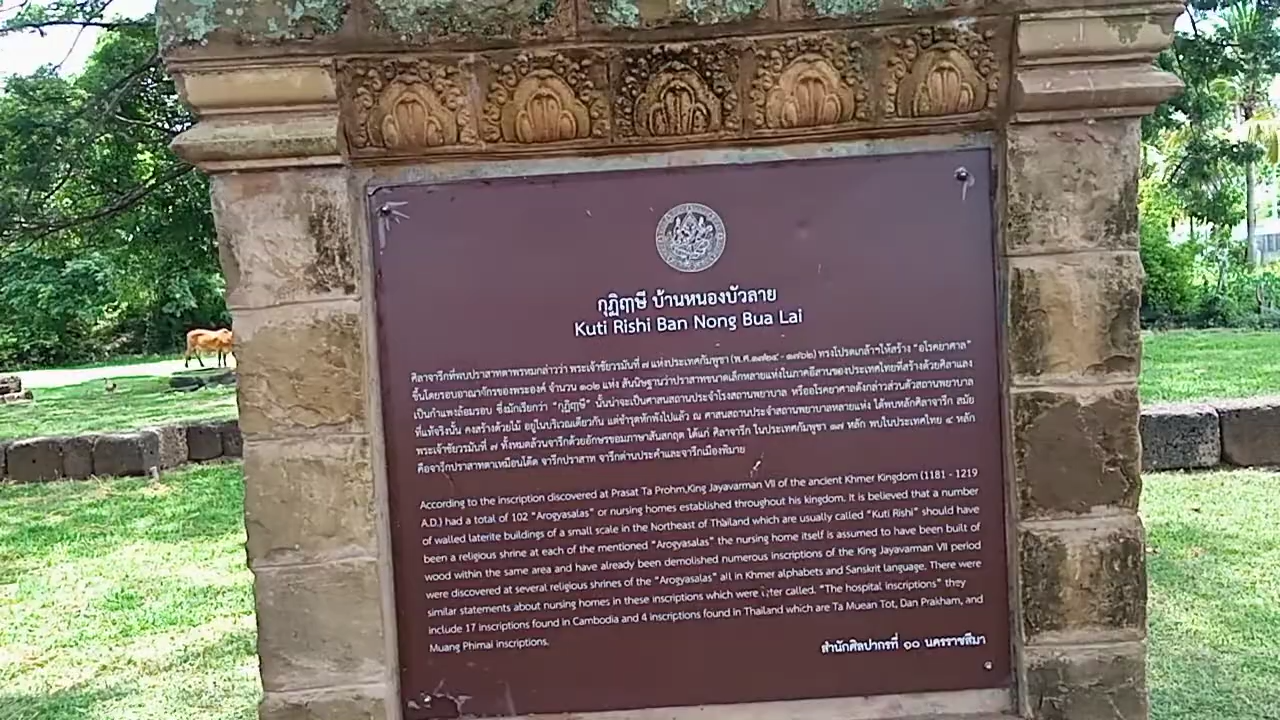 กุฏิฤๅษี บ้านหนองบัวลาย
Kuti Rishi Ban Nong Bua Lai
ศิลาจารึกที่พบปราสาทตาพรหมกล่าวว่า พระเจ้าชัยวรมันที่ ๗ แห่งประเทศกัมพูชา (พ.ศ.๑๗๒๔ - ๑๗๖๒) ทรงโปรดเกล้าฯให้สร้าง “อโรคยาศาล”
ขึ้นโดยรอบอาณาจักรของพระองค์ จำนวน ๑๐๒ แห่ง สันนิษฐานว่าปราสาทขนาดเล็กหลายแห่งในภาคอีสานของประเทศไทยที่สร้างด้วยศิลาแลง
เป็นกำแพงล้อมรอบ ซึ่งมักเรียกว่า “กุฏิฤๅษี” นั้นน่าจะเป็นศาสนสถานประจำโรงสถานพยาบาล หรืออโรคยาศาลดังกล่าวส่วนตัวสถานพยาบาล
ที่แท้จริงนั้น คงสร้างด้วยไม้ อยู่ในบริเวณเดียวกัน แต่ชำรุดหักพังไปแล้ว ณ ศาสนสถานประจำสถานพยาบาลหลายแห่ง ได้พบหลักศิลาจารึก สมัย
พระเจ้าชัยวรมันที่ ๗ ทั้งหมดล้วนจารึกด้วยอักษรขอมภาษาสันสกฤต ได้แก่ ศิลาจารึก ในประเทศกัมพูชา ๑๗ หลัก พบในประเทศไทย ๔ หลัก
คือจารึกปราสาทตาเหมือนโต๊ด จารึกปราสาท จารึกด่านประคำและจารึกเมืองพิมาย
According to the inscription discovered at Prasat Ta Prohm,King Jayavarman VII of the ancient Khmer Kingdom (1181 - 1219
A.D.) had a total of 102 “Arogyasalas” or nursing homes established throughout his kingdom. It is believed that a number
of walled laterite buildings of a small scale in the Northeast of Thailand which are usually called “Kuti Rishi” should have
been a religious shrine at each of the mentioned “Arogyasalas” the nursing home itself is assumed to have been built of
wood within the same area and have already been demolished numerous inscriptions of the King Jayavarman VII period
were discovered at several religious shrines of the “Arogyasalas” all in Khmer alphabets and Sanskrit language. There were
similar statements about nursing homes in these inscriptions which were later called. “The hospital inscriptions” they
include 17 inscriptions found in Cambodia and 4 inscriptions found in Thailand which are Ta Muean Tot, Dan Prakham, and
Muang Phimai inscriptions.
สำนักศิลปากรที่ ๑๐ นครราชสีมา